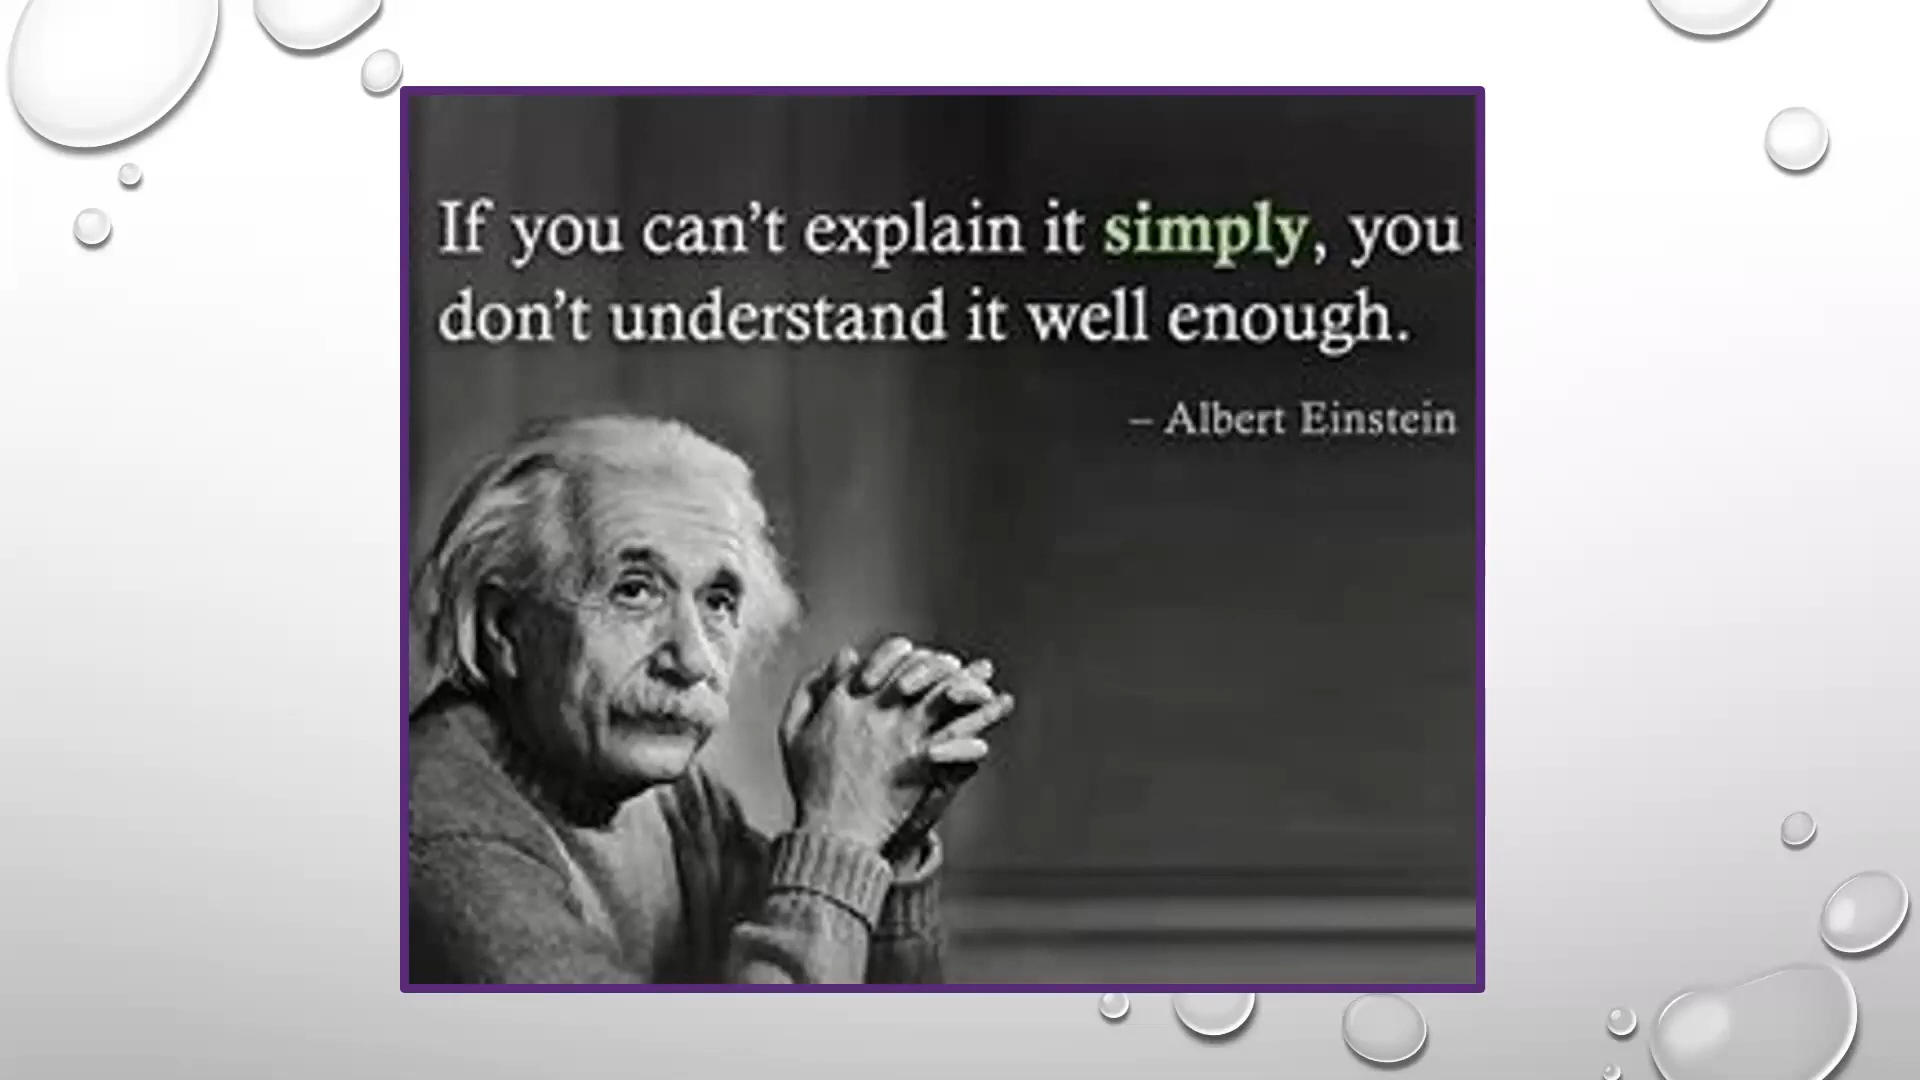 If you can't explain it simply, you
don't understand it well enough.
– Albert Einstein